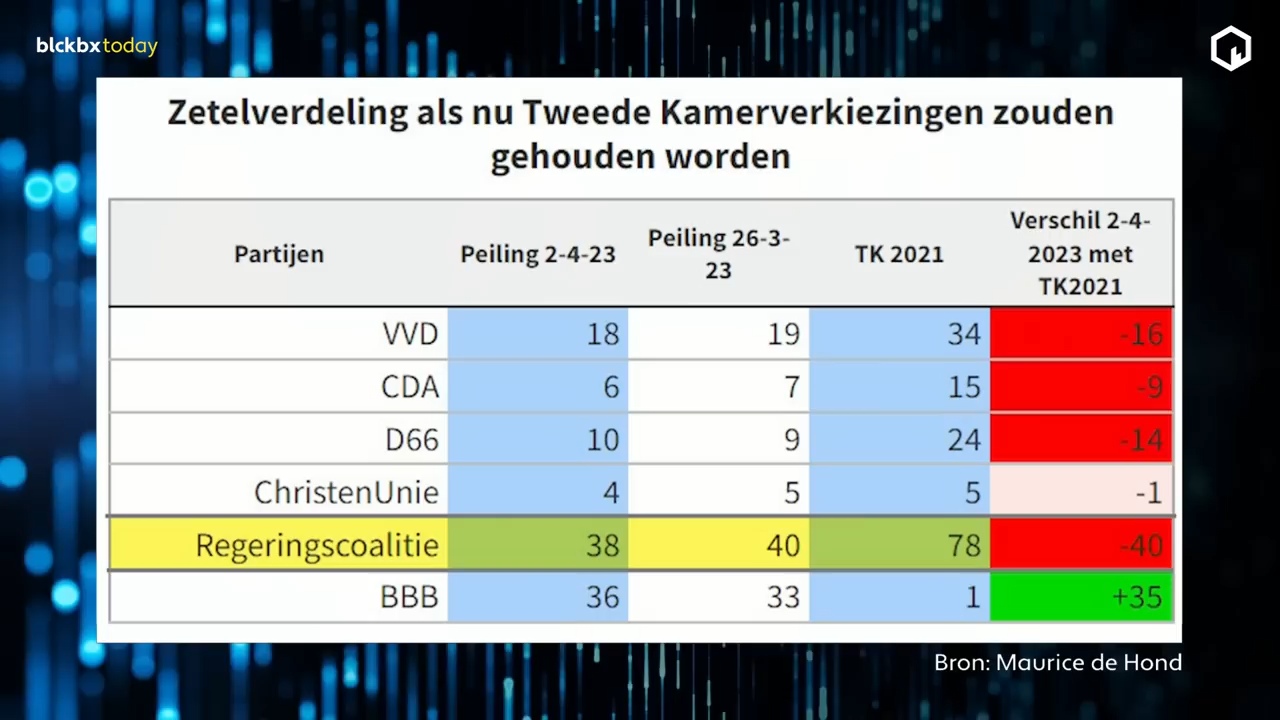 blckbxtoday
Zetelverdeling als nu Tweede Kamerverkiezingen zouden
gehouden worden
Partijen Peiling 2-4-23 Peiling 26-3-23 TK 2021 Verschil 2-4-2023 met TK2021
VVD 18 19 34 -16
CDA 6 7 15 -9
D66 10 9 24 -14
ChristenUnie 4 5 5 -1
Regeringscoalitie 38 40 78 -40
BBB 36 33 1 +35
Bron: Maurice de Hond